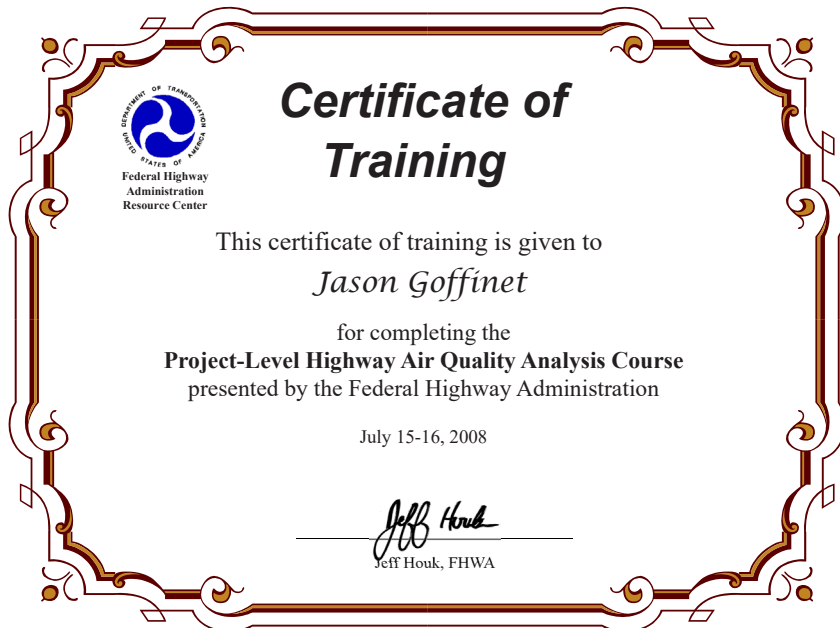 DEPARTMENT OF TRANSPORTATION
UNITED STATES OF AMERICA
Federal Highway
Administration
Resource Center
Certificate of
Training
This certificate of training is given to
Jason Goffinet
for completing the
Project-Level Highway Air Quality Analysis Course
presented by the Federal Highway Administration
July 15-16, 2008
Jeff Houk
Jeff Houk, FHWA